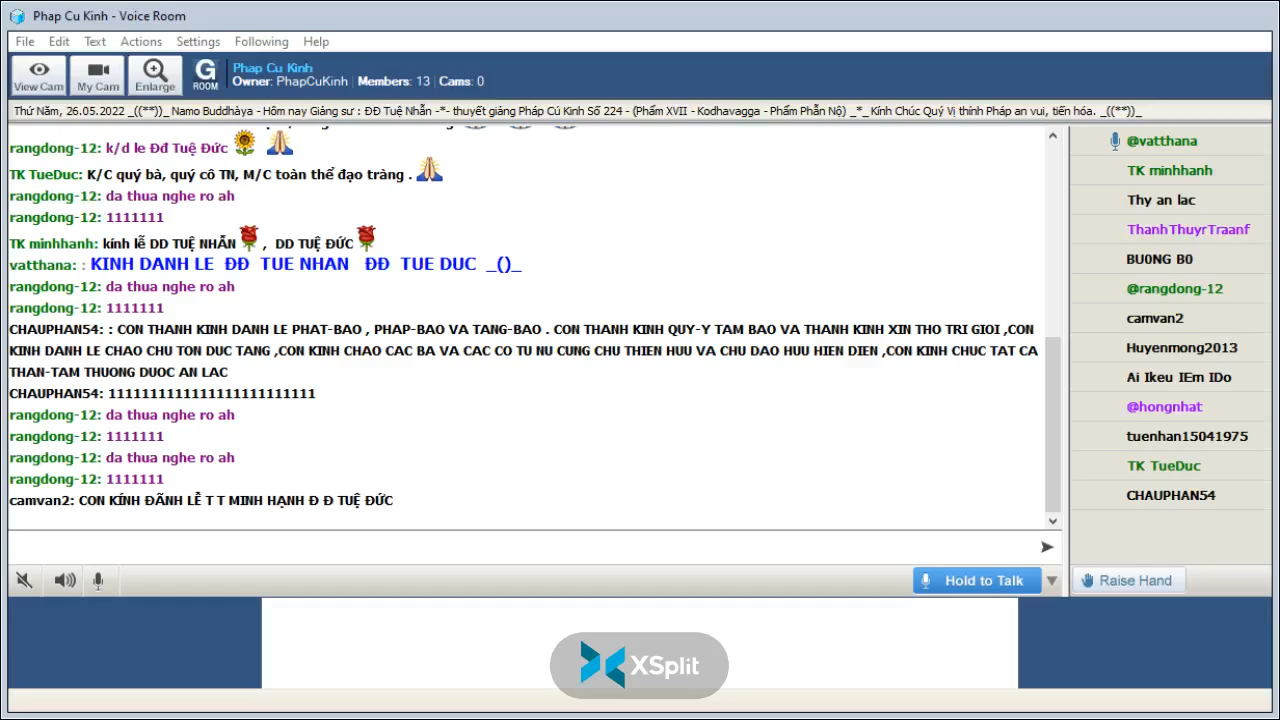 Phap Cu Kinh - Voice Room
File Edit Text Actions Settings Following Help
View Cam My Cam Enlarge G ROOM
Phap Cu Kinh
Owner: PhapCuKinh Members: 13 Cams: 0
Thứ Năm, 26.05.2022 _((**))_ Namo Buddhàya - Hôm nay Giảng sư : ĐĐ Tuệ Nhẫn -*- thuyết giảng Pháp Cú Kinh Số 224 - (Phẩm XVII - Kodhavagga - Phẩm Phẫn Nộ) _*_ Kính Chúc Quý Vị thính Pháp an vui, tiến hóa. _((**))_
rangdong-12: k/d le Đđ Tuệ Đức
TK TueDuc: K/C quý bà, quý cô TN, M/C toàn thể đạo tràng .
rangdong-12: da thua nghe ro ah
rangdong-12: 1111111
TK minhhanh: kính lễ DD TUỆ NHẪN , DD TUỆ ĐỨC
vatthana: : KINH DANH LE ĐĐ TUE NHAN ĐĐ TUE DUC _()_
rangdong-12: da thua nghe ro ah
rangdong-12: 1111111
CHAUPHAN54: : CON THANH KINH DANH LE PHAT-BAO , PHAP-BAO VA TANG-BAO . CON THANH KINH QUY-Y TAM BAO VA THANH KINH XIN THO TRI GIOI ,CON
KINH DANH LE CHAO CHU TON DUC TANG ,CON KINH CHAO CAC BA VA CAC CO TU NU CUNG CHU THIEN HUU VA CHU DAO HUU HIEN DIEN ,CON KINH CHUC TAT CA
THAN-TAM THUONG DUOC AN LAC
CHAUPHAN54: 1111111111111111111111111
rangdong-12: da thua nghe ro ah
rangdong-12: 1111111
rangdong-12: da thua nghe ro ah
rangdong-12: 1111111
camvan2: CON KÍNH ĐÃNH LỄ T T MINH HẠNH Đ Đ TUỆ ĐỨC
@vatthana
TK minhhanh
Thy an lac
ThanhThuyrTraanf
BU0NG B0
@rangdong-12
camvan2
Huyenmong2013
Ai Ikeu IEm IDo
@hongnhat
tuenhan15041975
TK TueDuc
CHAUPHAN54
Hold to Talk
Raise Hand
XSplit